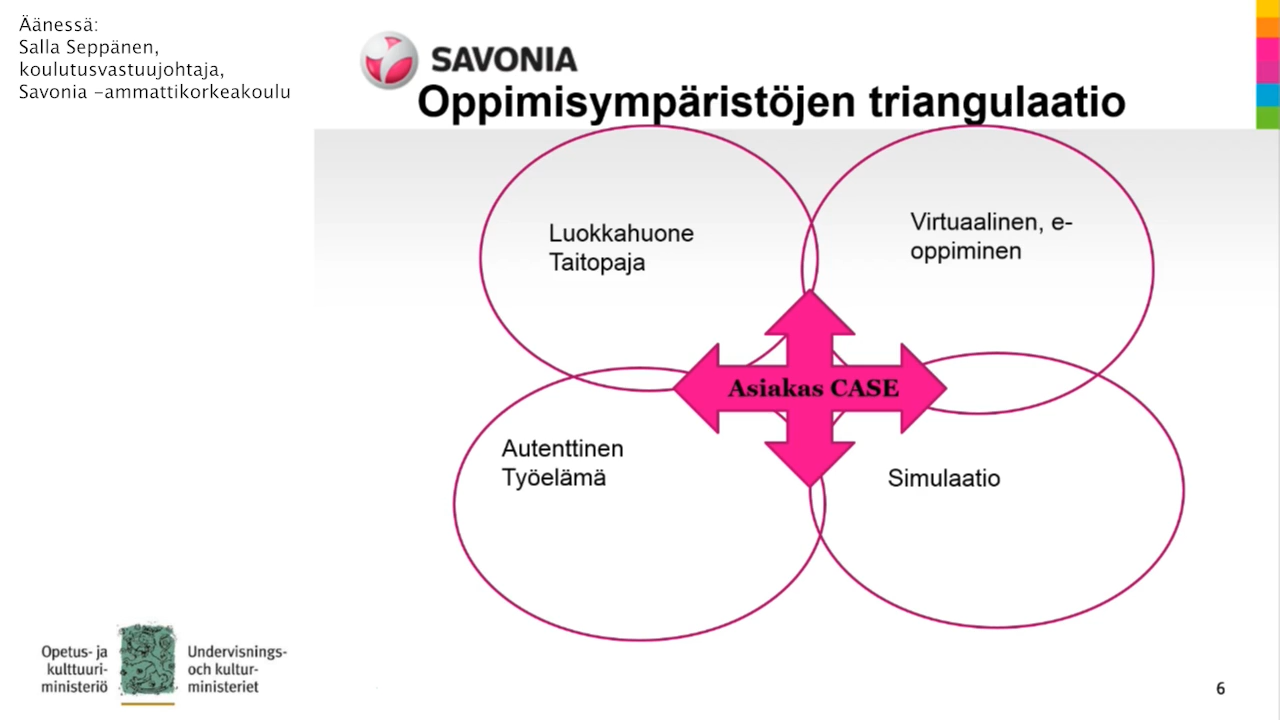 Äänessä:
Salla Seppänen,
koulutusvastuujohtaja,
Savonia –ammattikorkeakoulu
SAVONIA
Oppimisympäristöjen triangulaatio
Luokkahuone
Taitopaja
Virtuaalinen, e-
oppiminen
Asiakas CASE
Autenttinen
Työelämä
Simulaatio
Opetus- ja
kulttuuri-
ministeriö
Undervisnings-
och kultur-
ministeriet
6